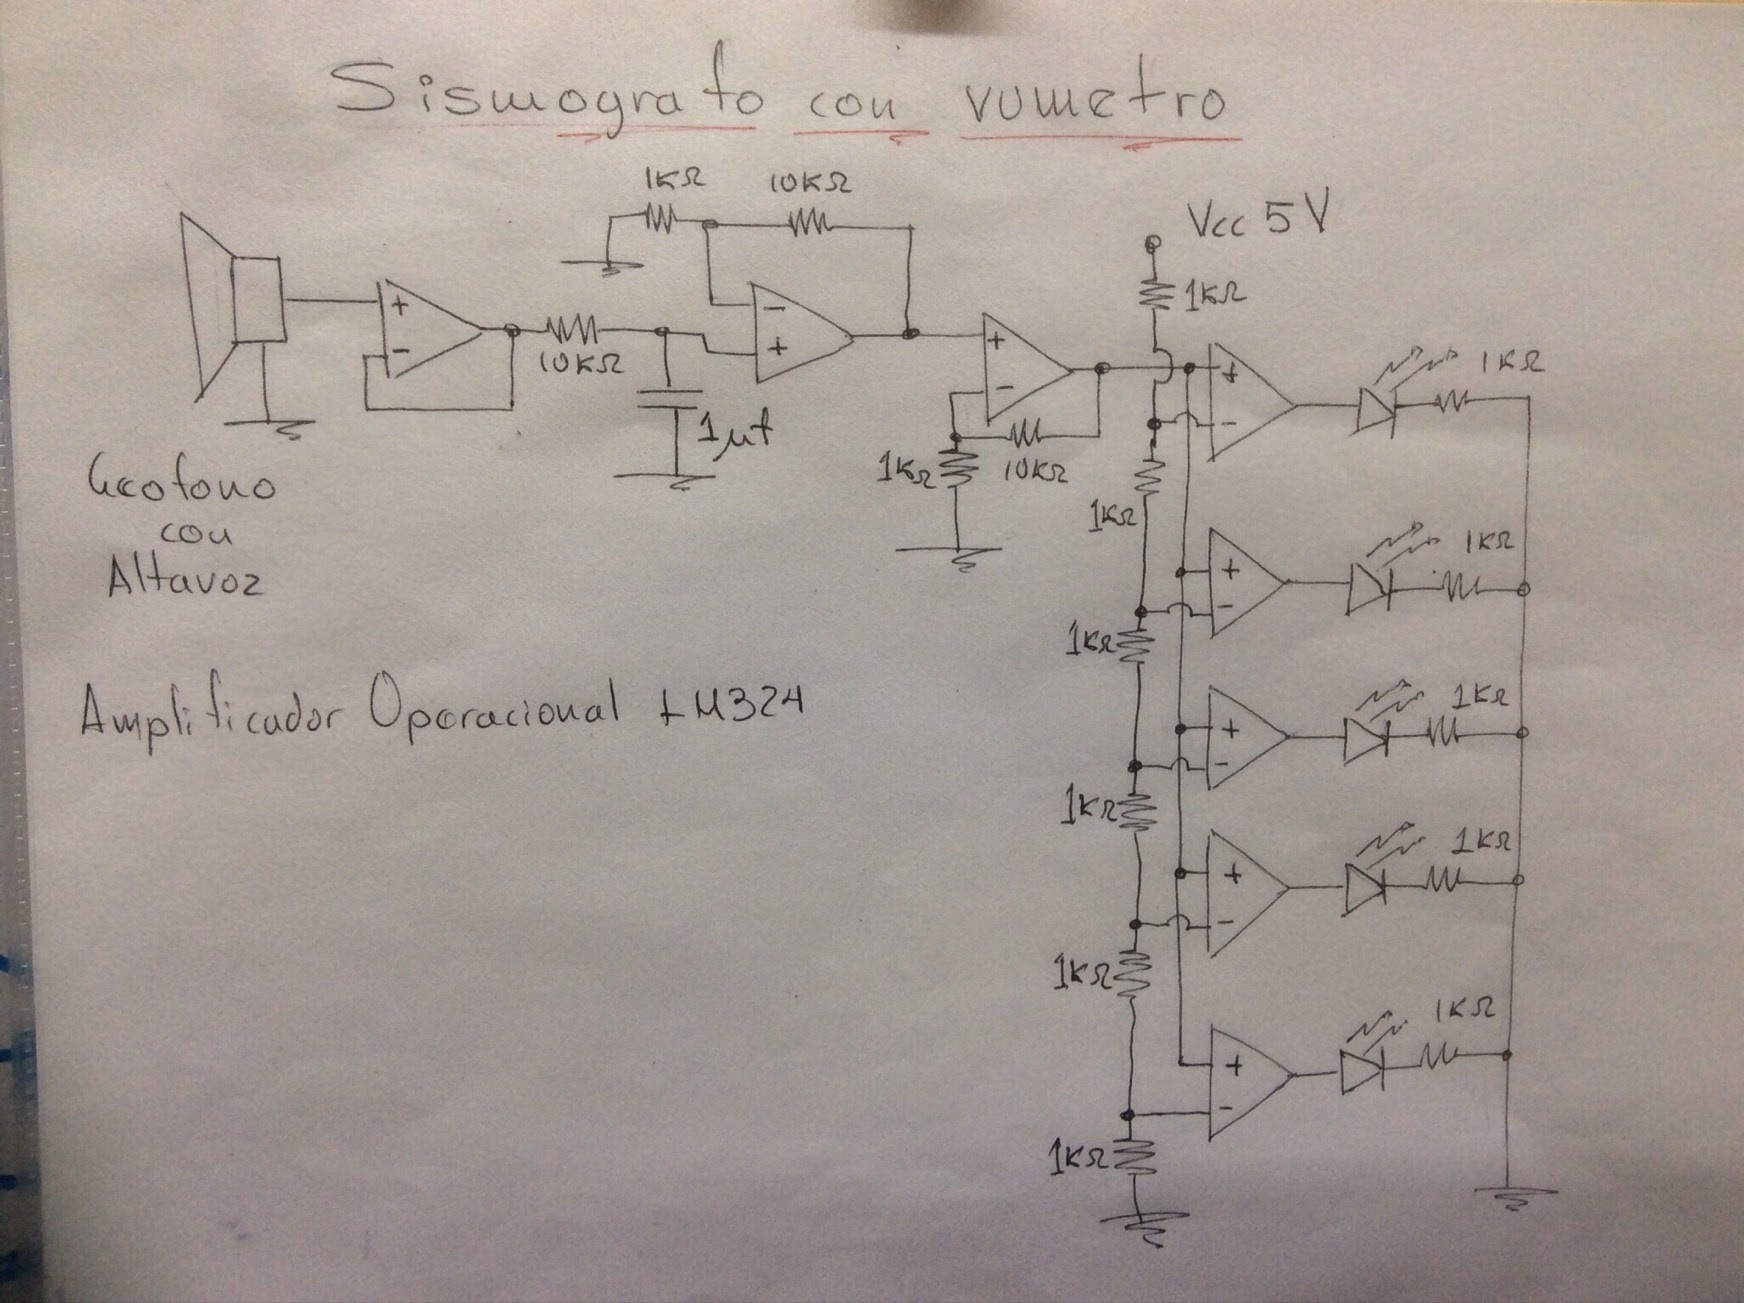 Sismografo con vumetro
1KΩ 10KΩ
Vcc 5V
1KΩ
+
-
10KΩ
1µf
-
+
+
-
1KΩ
10KΩ
+
-
1KΩ
1KΩ
Geofono
con
Altavoz
+
-
1KΩ
1KΩ
Amplificador Operacional LM324
+
-
1KΩ
1KΩ
+
-
1KΩ
1KΩ
+
-
1KΩ
1KΩ